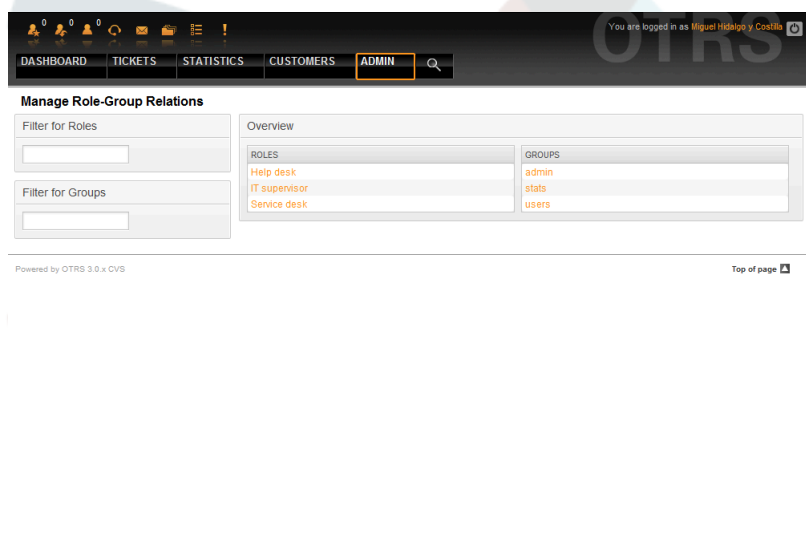 0 0 0
You are logged in as Miguel Hidalgo y Costilla
OTRS
DASHBOARD TICKETS STATISTICS CUSTOMERS ADMIN
Manage Role-Group Relations
Filter for Roles
Filter for Groups
Overview
ROLES GROUPS
Help desk admin
IT supervisor stats
Service desk users
Powered by OTRS 3.0.x CVS
Top of page